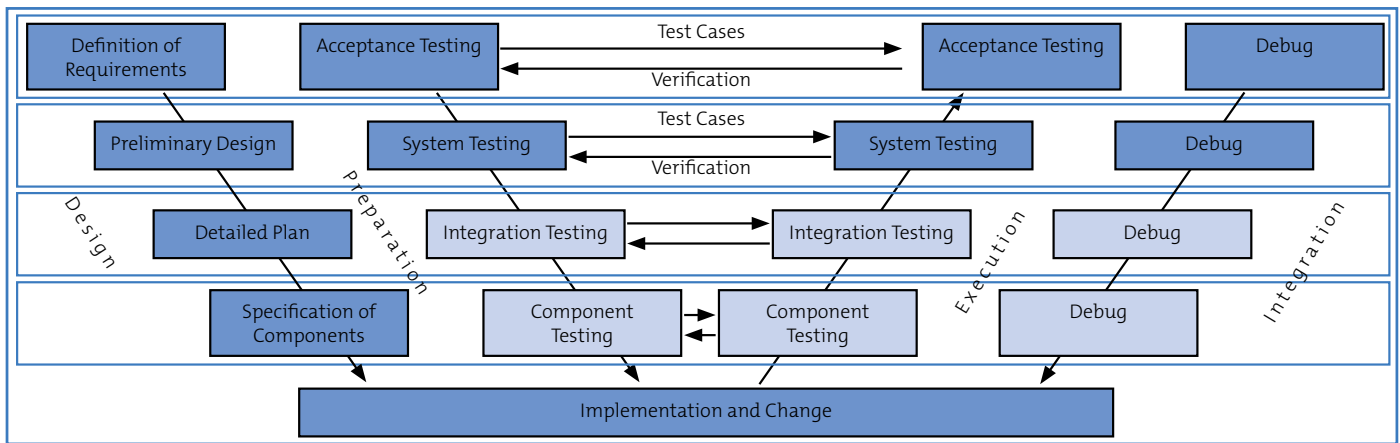 Definition of
Requirements
Acceptance Testing
Test Cases
Verification
Acceptance Testing
Debug
Preliminary Design
System Testing
Test Cases
Verification
System Testing
Debug
Design
Detailed Plan
Preparation
Integration Testing
Integration Testing
Execution
Debug
Integration
Specification of
Components
Component
Testing
Component
Testing
Debug
Implementation and Change